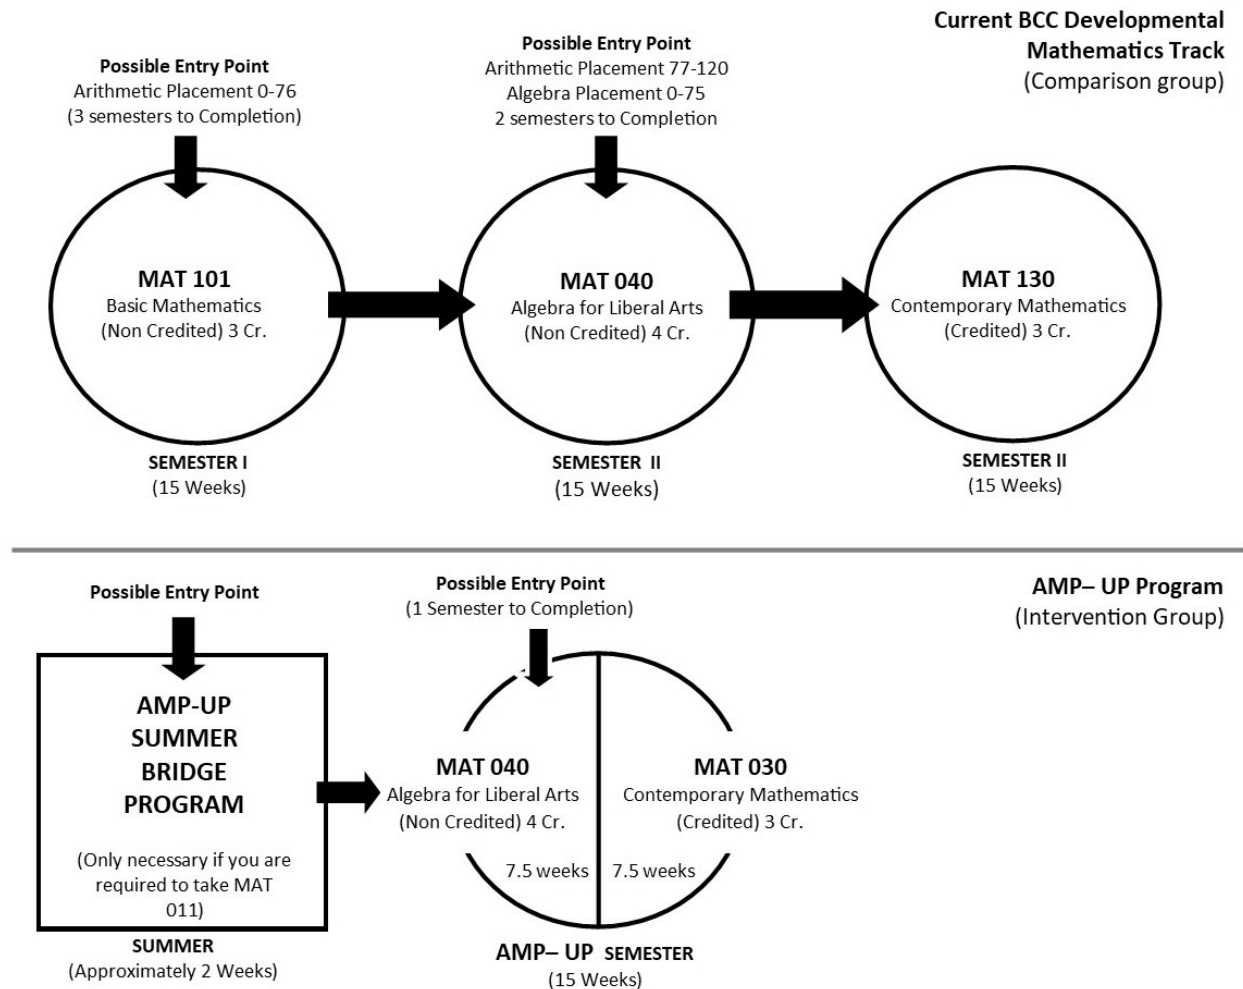 Current BCC Developmental
Mathematics Track
(Comparison group)
Possible Entry Point
Arithmetic Placement 0-76
(3 semesters to Completion)
Possible Entry Point
Arithmetic Placement 77-120
Algebra Placement 0-75
2 semesters to Completion
MAT 101
Basic Mathematics
(Non Credited) 3 Cr.
SEMESTER I
(15 Weeks)
MAT 040
Algebra for Liberal Arts
(Non Credited) 4 Cr.
SEMESTER II
(15 Weeks)
MAT 130
Contemporary Mathematics
(Credited) 3 Cr.
SEMESTER II
(15 Weeks)
AMP– UP Program
(Intervention Group)
Possible Entry Point
AMP-UP
SUMMER
BRIDGE
PROGRAM
(Only necessary if you are
required to take MAT
011)
SUMMER
(Approximately 2 Weeks)
Possible Entry Point
(1 Semester to Completion)
MAT 040
Algebra for Liberal Arts
(Non Credited) 4 Cr.
7.5 weeks
MAT 030
Contemporary Mathematics
(Credited) 3 Cr.
7.5 weeks
AMP– UP SEMESTER
(15 Weeks)